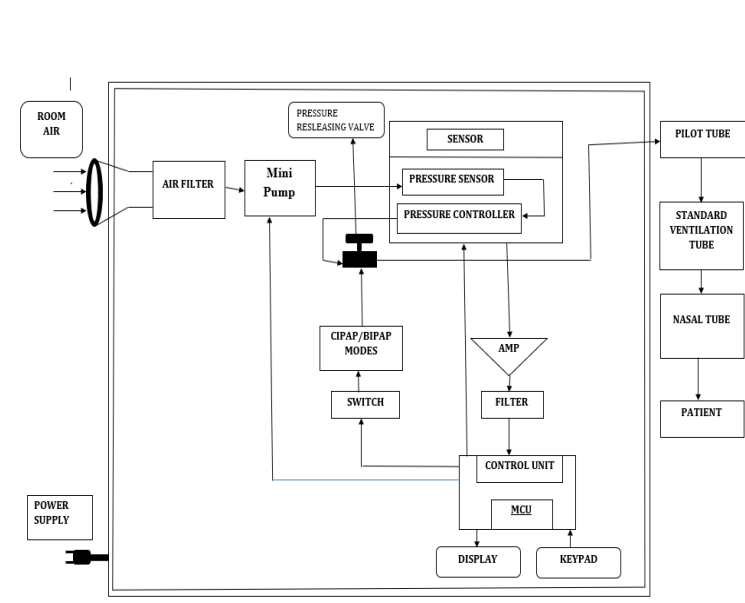 ROOM
AIR
PRESSURE
RESLEASING VALVE
SENSOR
PILOT TUBE
AIR FILTER
Mini
Pump
PRESSURE SENSOR
PRESSURE CONTROLLER
STANDARD
VENTILATION
TUBE
CIPAP/BIPAP
MODES
AMP
NASAL TUBE
SWITCH
FILTER
PATIENT
CONTROL UNIT
MCU
POWER
SUPPLY
DISPLAY
KEYPAD